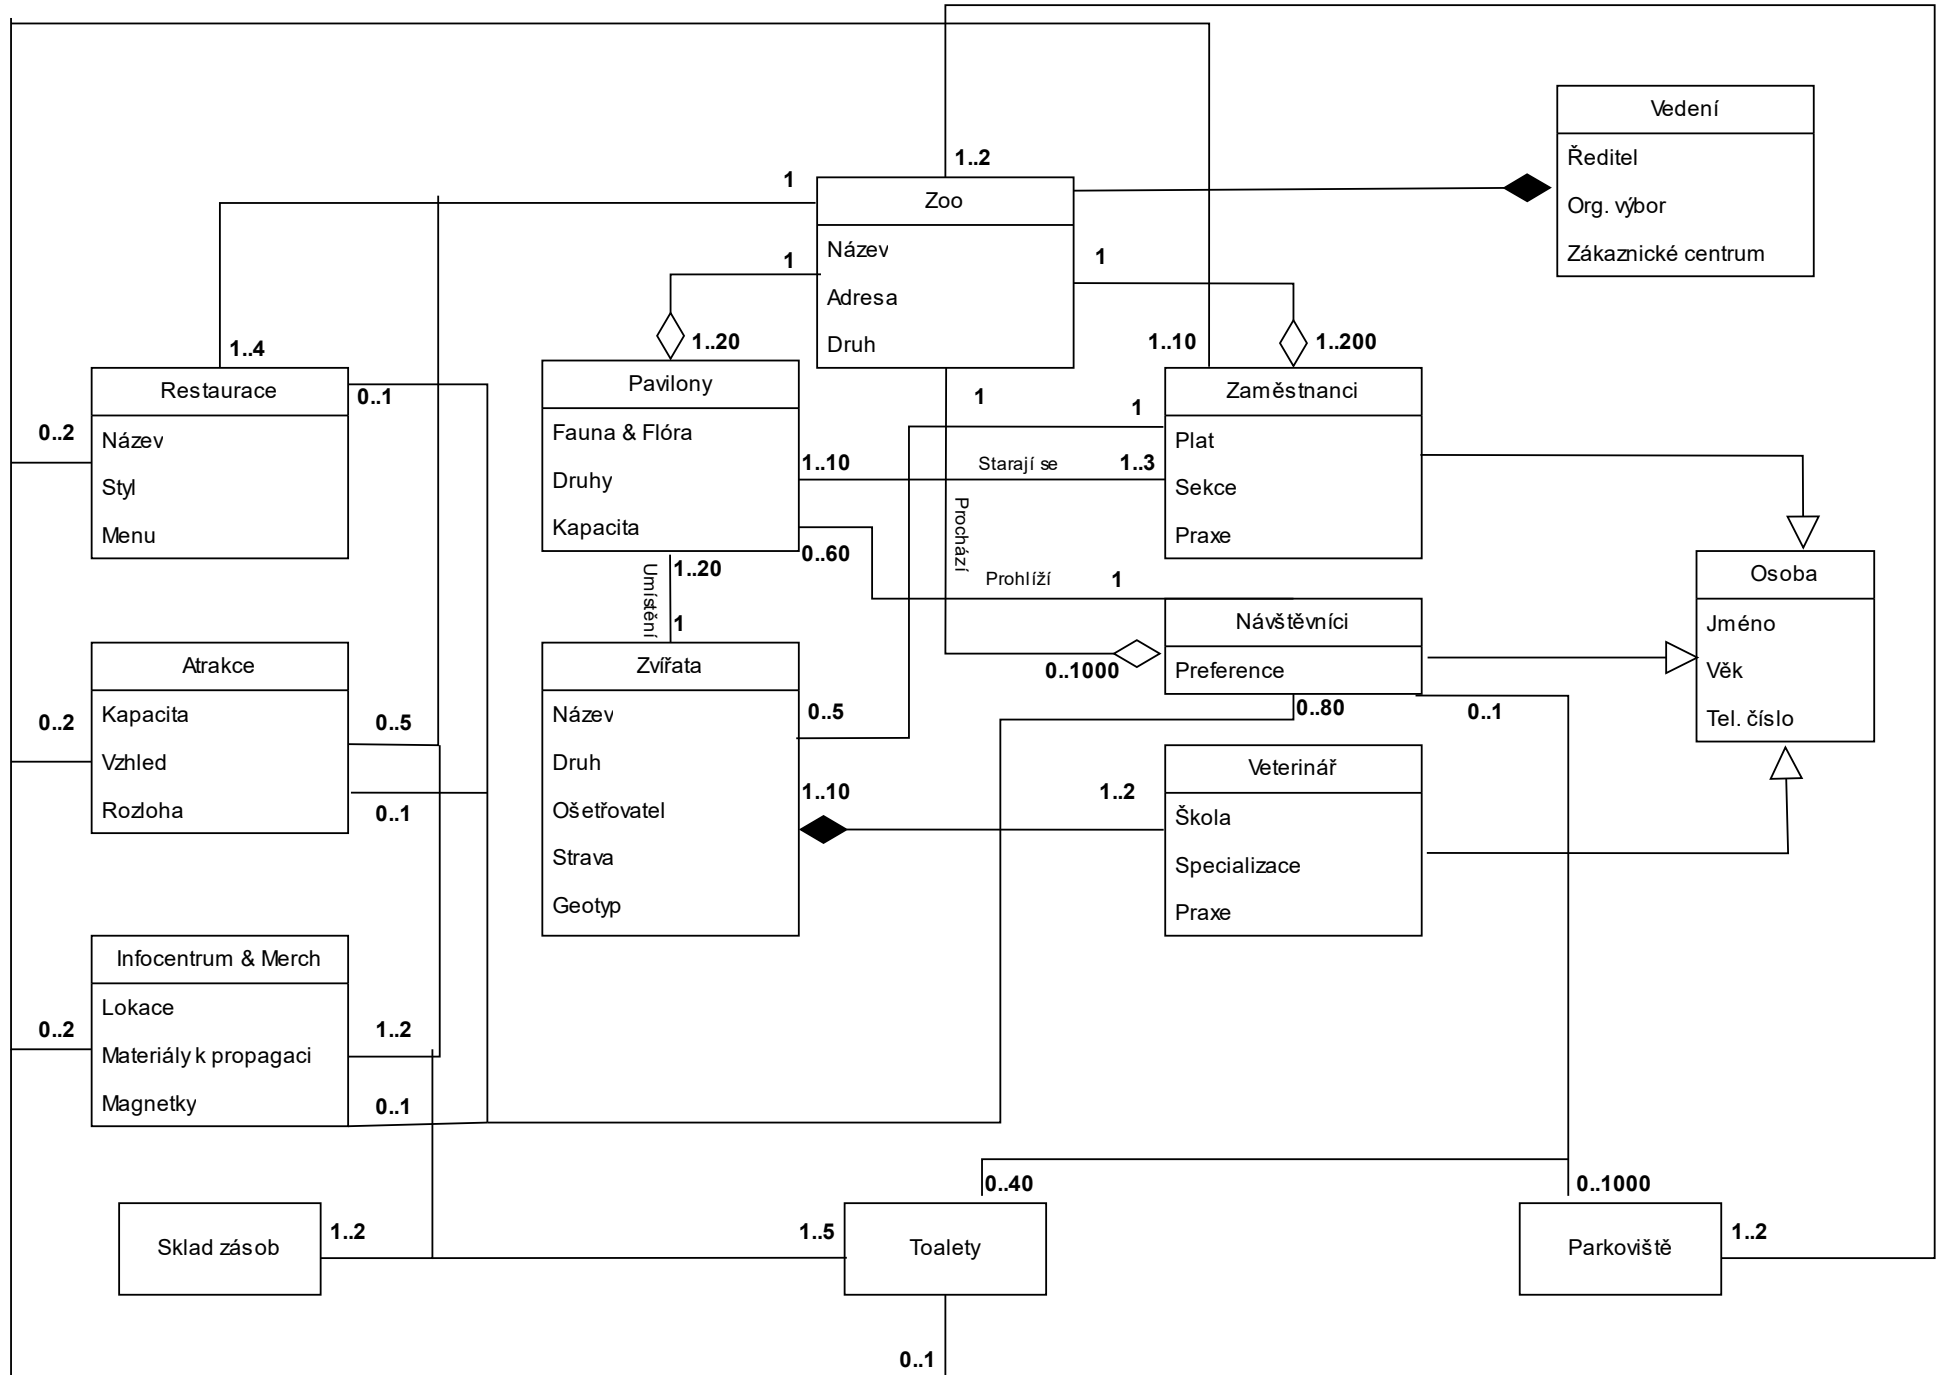 Vedení
Ředitel
Org. výbor
Zákaznické centrum
1..2
1
Zoo
Název
Adresa
Druh
1
1
1..4
1..20
1..10
1..200
Restaurace
Název
Styl
Menu
0..1
0..2
Pavilony
Fauna & Flóra
Druhy
Kapacita
1
1
Zaměstnanci
Plat
Sekce
Praxe
1..10
Starají se
1..3
Prochází
0..60
Prohlíží
1
Umístění
1..20
1
Osoba
Jméno
Věk
Tel. číslo
Návštěvníci
Preference
0..1000
0..80
0..1
Atrakce
Kapacita
Vzhled
Rozloha
0..2
0..5
0..1
Zvířata
Název
Druh
Ošetřovatel
Strava
Geotyp
0..5
1..10
1..2
Veterinář
Škola
Specializace
Praxe
Infocentrum & Merch
Lokace
Materiály k propagaci
Magnetky
0..2
1..2
0..1
0..40
0..1000
Sklad zásob
1..2
1..5
Toalety
Parkoviště
1..2
0..1